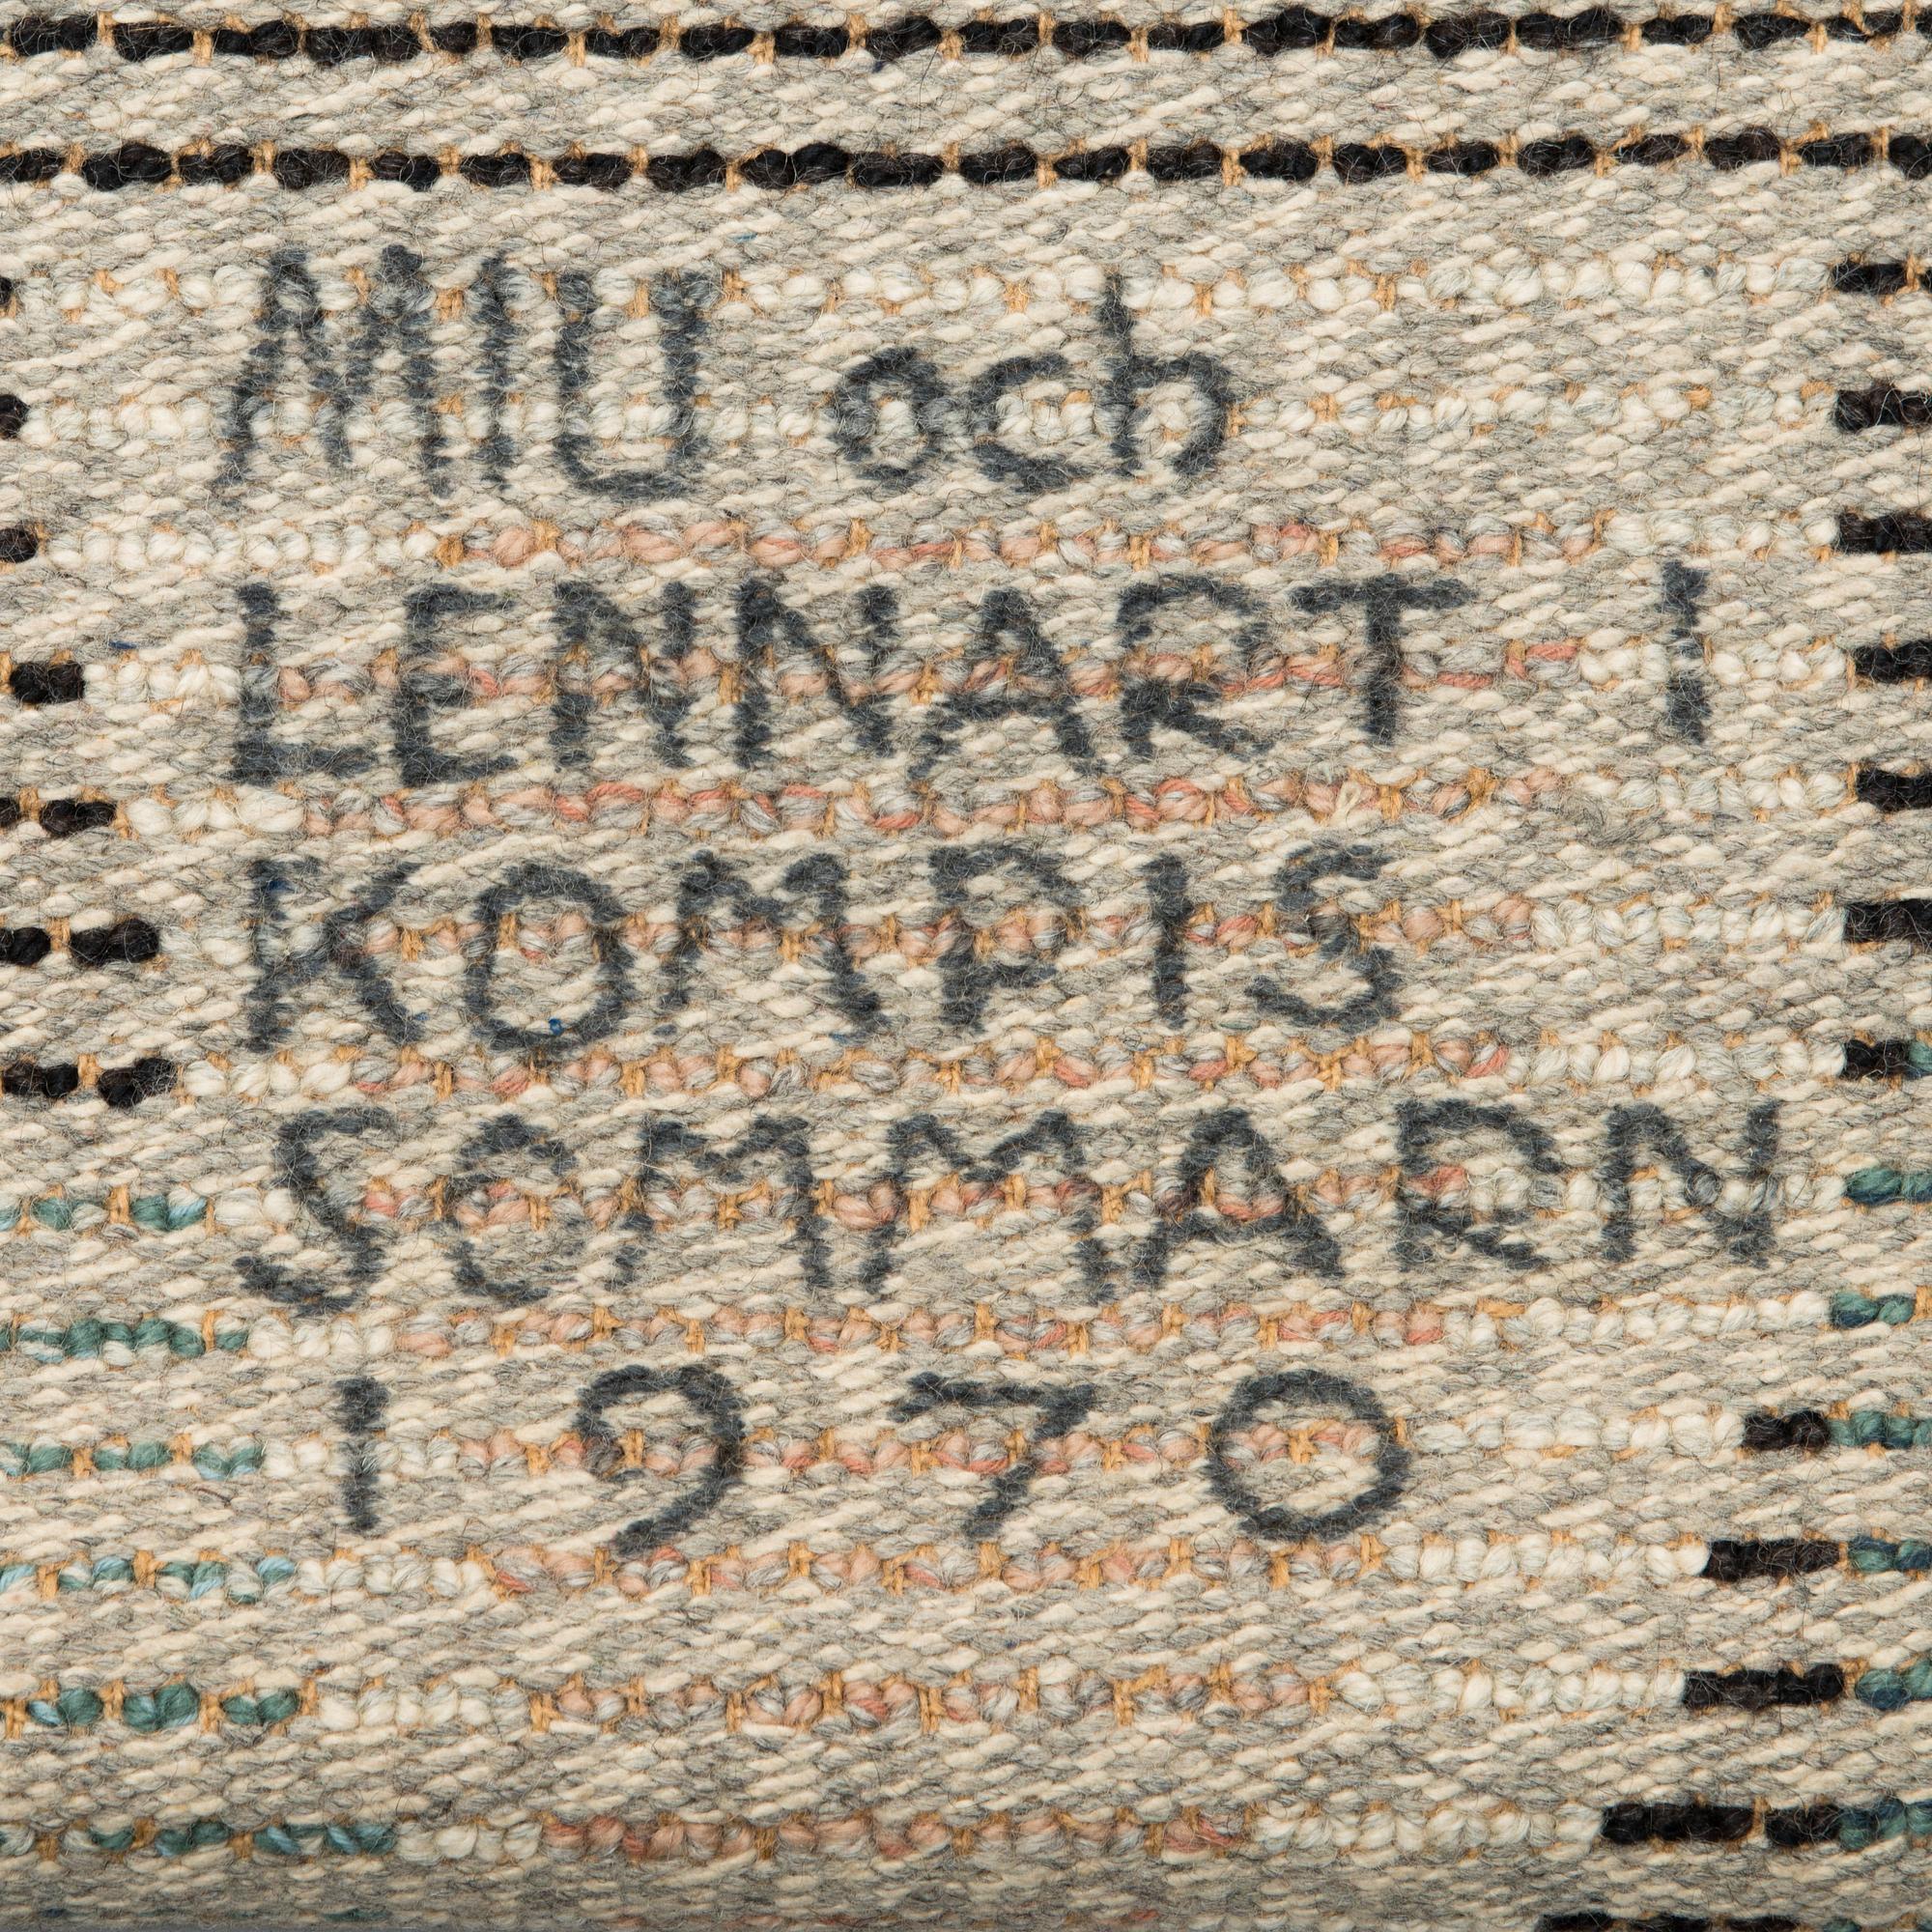 MIU och
LENNART I
KOMPIS
SOMMARN
1970